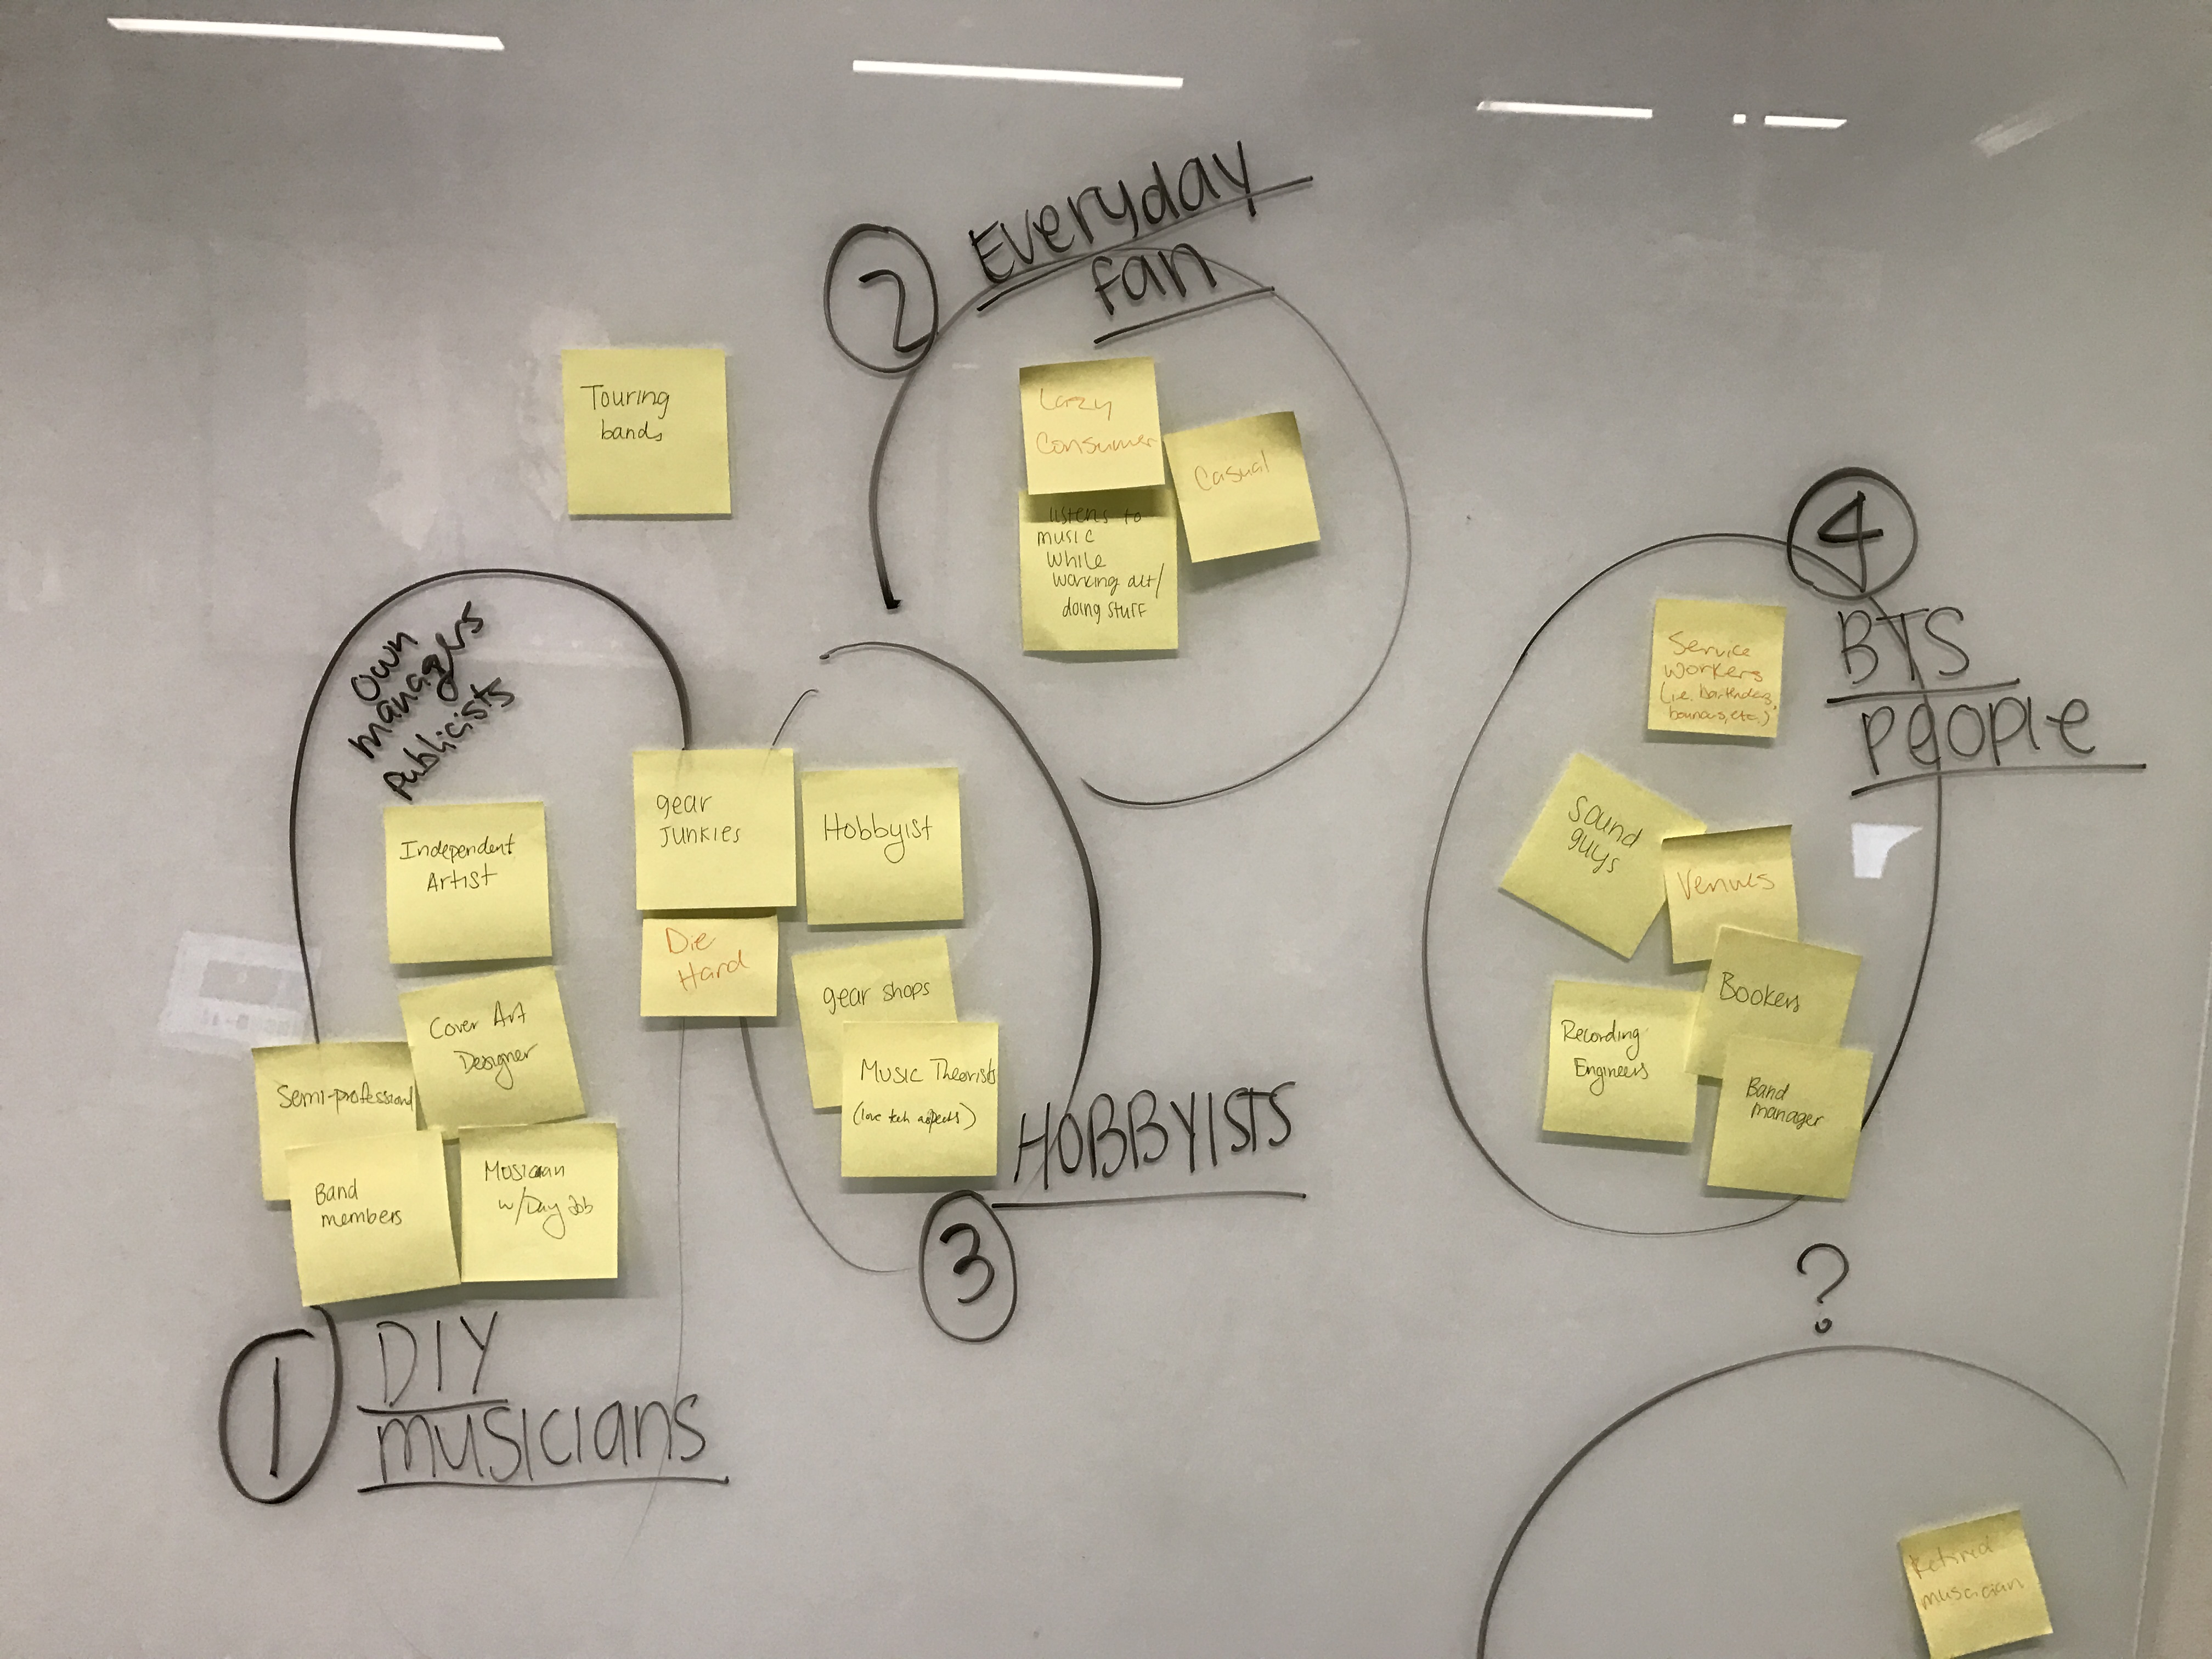 2
Everyday
fan
Touring
bands
Lazy
Consumer
Casual
listens to
music
while
working out/
doing stuff
own
managers
publicists
Independent
Artist
Cover Art
Designer
Semi-professional
Band
members
Musician
w/Day Job
1
DIY
musicians
gear
junkies
Hobbyist
Die
Hard
gear shops
Music Theorists
(love tech aspects)
HOBBYISTS
3
4
BTS
people
Service
workers
(i.e. bartenders,
bounces, etc.)
Sound
guys
Venues
Bookers
Recording
Engineers
Band
manager
?
Retired
musician